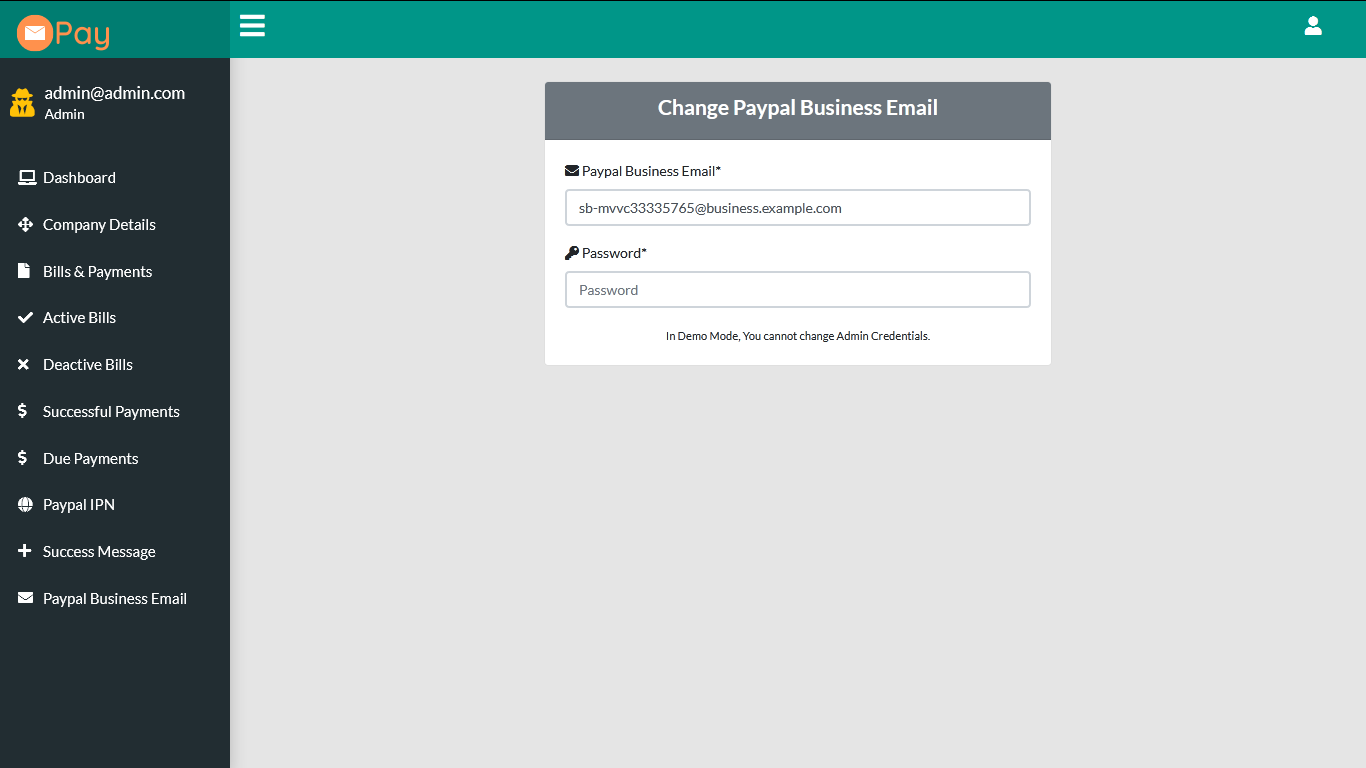 Pay
admin@admin.com
Admin
Dashboard
Company Details
Bills & Payments
Active Bills
Deactive Bills
Successful Payments
Due Payments
Paypal IPN
Success Message
Paypal Business Email
Change Paypal Business Email
Paypal Business Email*
sb-mvvc33335765@business.example.com
Password*
Password
In Demo Mode, You cannot change Admin Credentials.